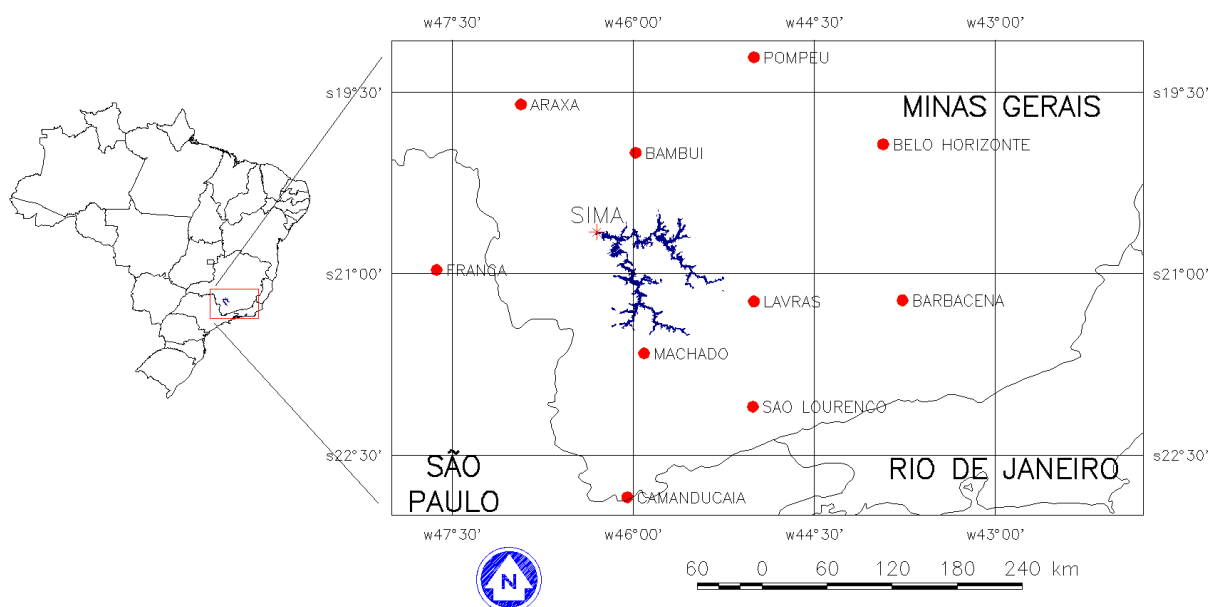 w47°30' w46°00' w44°30' w43°00'
POMPEU
s19°30' s19°30'
ARAXA
MINAS GERAIS
BELO HORIZONTE
BAMBUI
SIMA
FRANCA
s21°00' s21°00'
LAVRAS
BARBACENA
MACHADO
SAO LOURENCO
s22°30' s22°30'
SÃO
PAULO
RIO DE JANEIRO
CAMANDUCAIA
w47°30' w46°00' w44°30' w43°00'
N
60 0 60 120 180 240 km